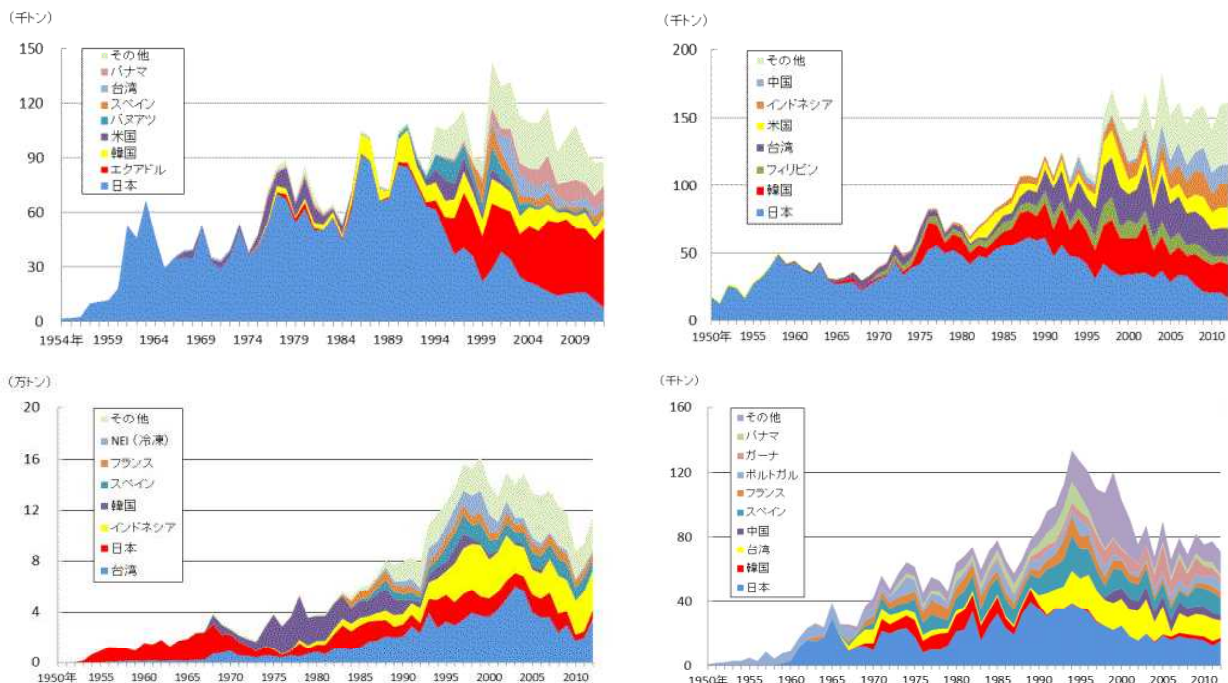 (千トン)
150
120
90
60
30
0
その他
パナマ
台湾
スペイン
バヌアツ
米国
韓国
エクアドル
日本
1954年 1959 1964 1969 1974 1979 1984 1989 1994 1999 2004 2009
(千トン)
200
150
100
50
0
その他
中国
インドネシア
米国
台湾
フィリピン
韓国
日本
1950年 1955 1960 1965 1970 1975 1980 1985 1990 1995 2000 2005 2010
(万トン)
20
16
12
8
4
0
その他
NEI (冷凍)
フランス
スペイン
韓国
インドネシア
日本
台湾
1950年 1955 1960 1965 1970 1975 1980 1985 1990 1995 2000 2005 2010
(千トン)
160
120
80
40
0
その他
パナマ
ガーナ
ポルトガル
フランス
スペイン
中国
台湾
韓国
日本
1950年 1955 1960 1965 1970 1975 1980 1985 1990 1995 2000 2005 2010